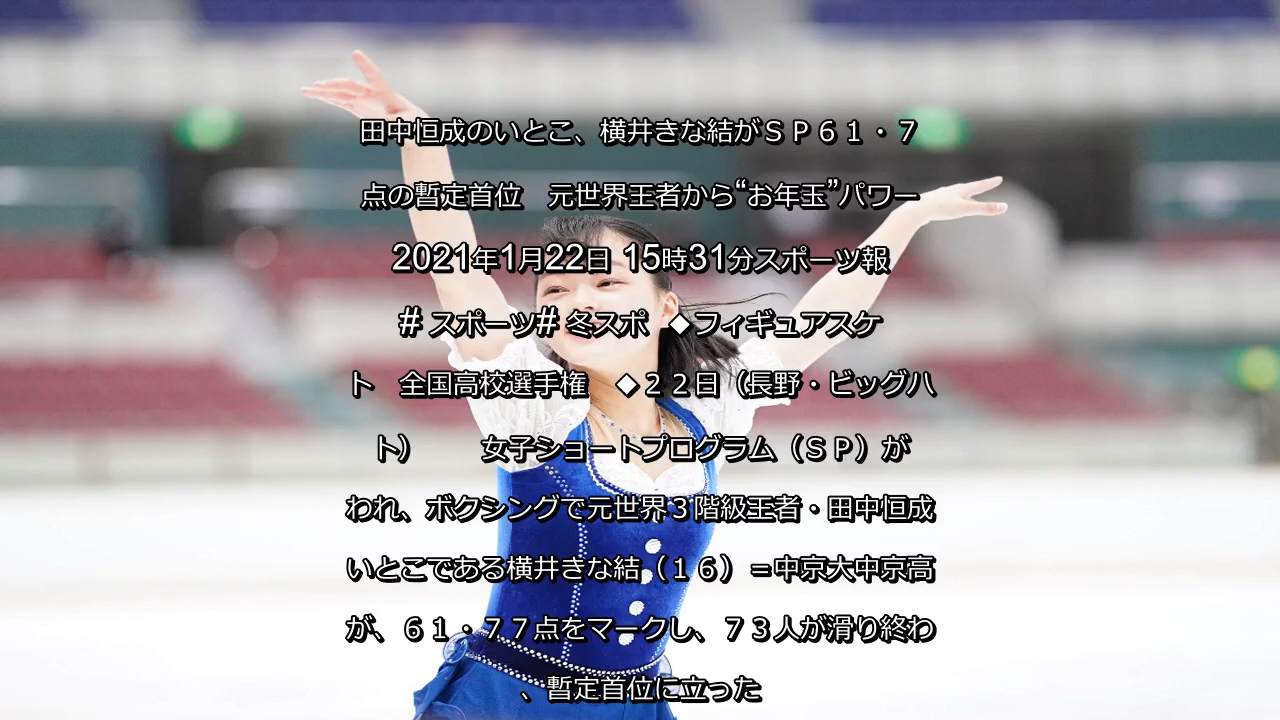 田中恒成のいとこ、横井きな結がＳＰ６１・７
点の暫定首位　元世界王者から“お年玉”パワー
2021年1月22日 15時31分スポーツ報
# スポーツ# 冬スポ　◆フィギュアスケ
ト　全国高校選手権　◆２２日（長野・ビッグハ
ト）　　　女子ショートプログラム（ＳＰ）が
われ、ボクシングで元世界３階級王者・田中恒成
いとこである横井きな結（１６）＝中京大中京高
が、６１・７７点をマークし、７３人が滑り終わ
、暫定首位に立った